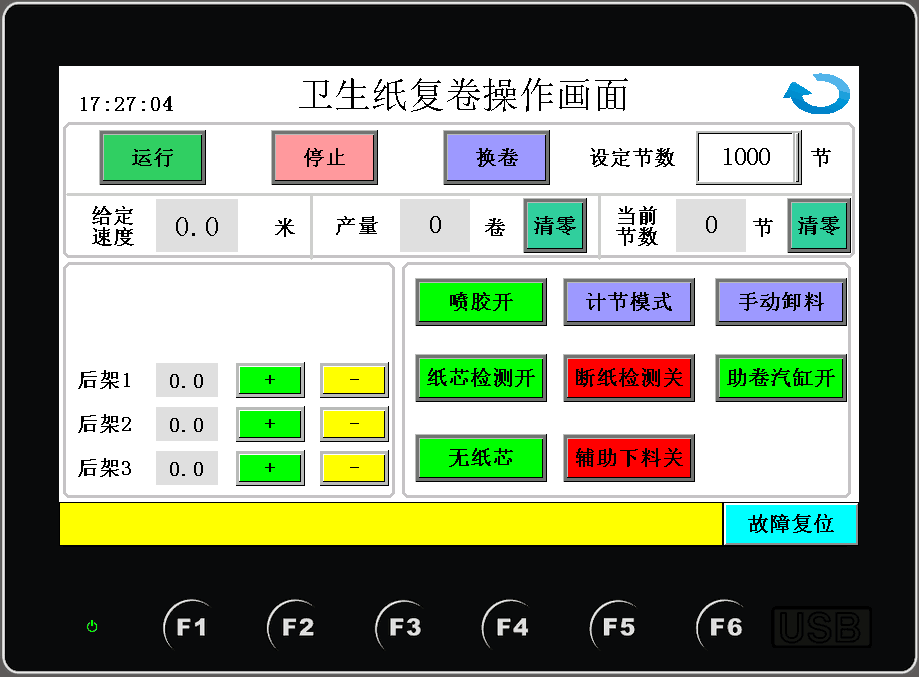 17:27:04 卫生纸复卷操作画面
运行 停止 换卷 设定节数 1000 节
给定速度 0.0 米 产量 0 卷 清零 当前节数 0 节 清零
喷胶开 计节模式 手动卸料
后架1 0.0 + - 纸芯检测开 断纸检测关 助卷汽缸开
后架2 0.0 + -
后架3 0.0 + - 无纸芯 辅助下料关
故障复位
F1 F2 F3 F4 F5 F6 USB